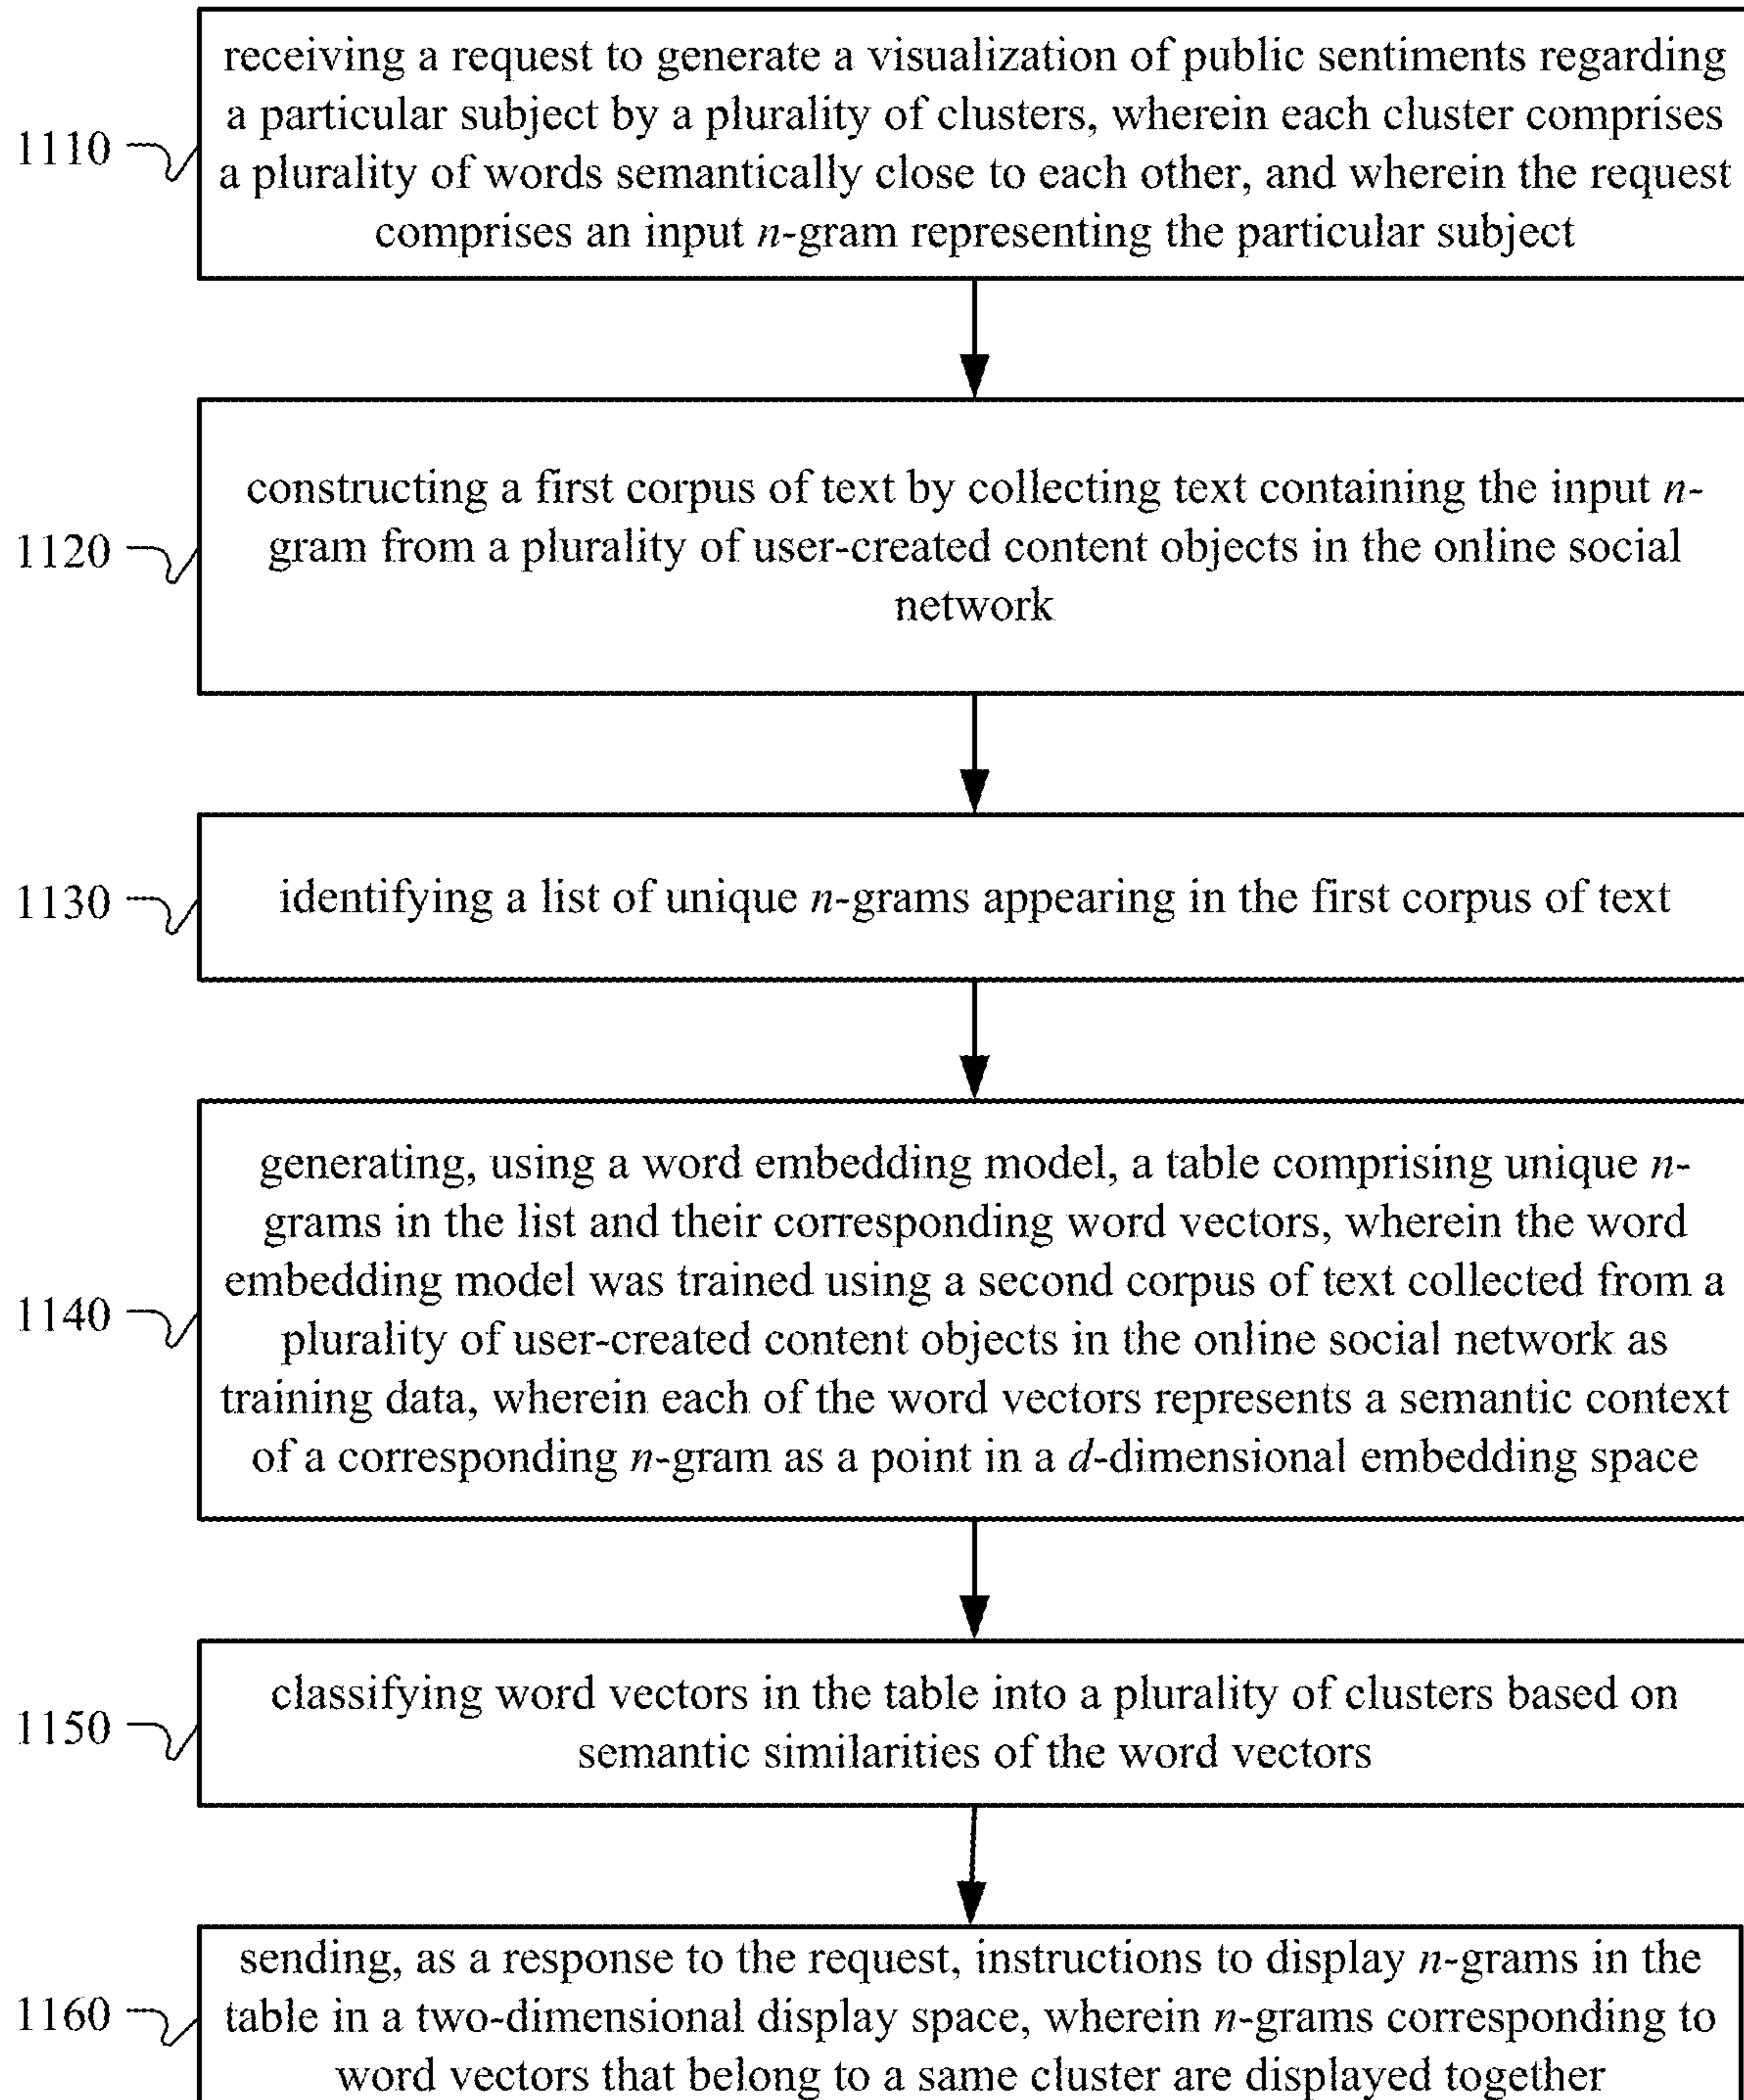 receiving a request to generate a visualization of public sentiments regarding
a particular subject by a plurality of clusters, wherein each cluster comprises
1110
a plurality of words semantically close to each other, and wherein the request
comprises an input n-gram representing the particular subject
constructing a first corpus of text by collecting text containing the input n-
1120
gram from a plurality of user-created content objects in the online social
network
1130
identifying a list of unique n-grams appearing in the first corpus of text
generating, using a word embedding model, a table comprising unique n-
grams in the list and their corresponding word vectors, wherein the word
embedding model was trained using a second corpus of text collected from a
1140
plurality of user-created content objects in the online social network as
training data, wherein each of the word vectors represents a semantic context
of a corresponding n-gram as a point in a d-dimensional embedding space
1150
classifying word vectors in the table into a plurality of clusters based on
semantic similarities of the word vectors
sending, as a response to the request, instructions to display n-grams in the
1160
table in a two-dimensional display space, wherein n-grams corresponding to
word vectors that belong to a same cluster are displayed together